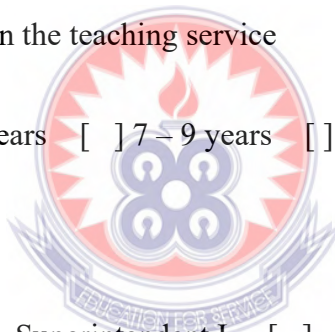 n the teaching service
ears [ ] 7 – 9 years [ ]
Superintendent I [ ]
EDUCATION FOR SERVICE